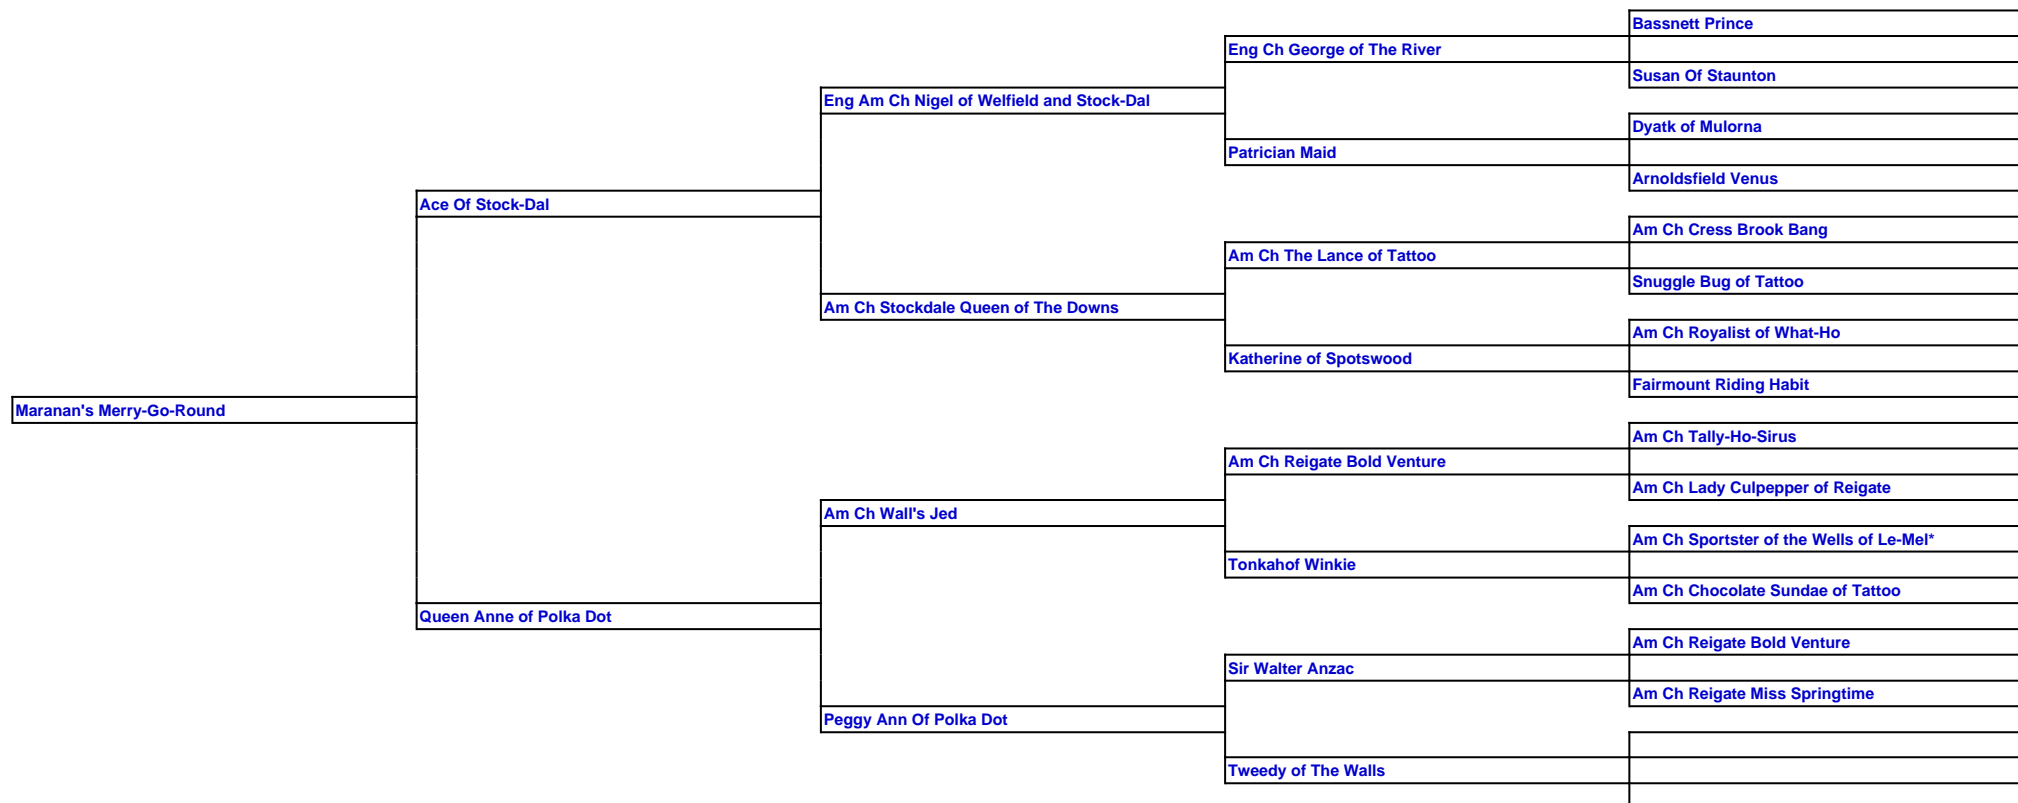 Bassnett Prince
Eng Ch George of The River
Susan Of Staunton
Eng Am Ch Nigel of Welfield and Stock-Dal
Dyatk of Mulorna
Patrician Maid
Arnoldsfield Venus
Ace Of Stock-Dal
Am Ch Cress Brook Bang
Am Ch The Lance of Tattoo
Snuggle Bug of Tattoo
Am Ch Stockdale Queen of The Downs
Am Ch Royalist of What-Ho
Katherine of Spotswood
Fairmount Riding Habit
Maranan's Merry-Go-Round
Am Ch Tally-Ho-Sirus
Am Ch Reigate Bold Venture
Am Ch Lady Culpepper of Reigate
Am Ch Wall's Jed
Am Ch Sportster of the Wells of Le-Mel*
Tonkahof Winkie
Am Ch Chocolate Sundae of Tattoo
Queen Anne of Polka Dot
Am Ch Reigate Bold Venture
Sir Walter Anzac
Am Ch Reigate Miss Springtime
Peggy Ann Of Polka Dot
Tweedy of The Walls